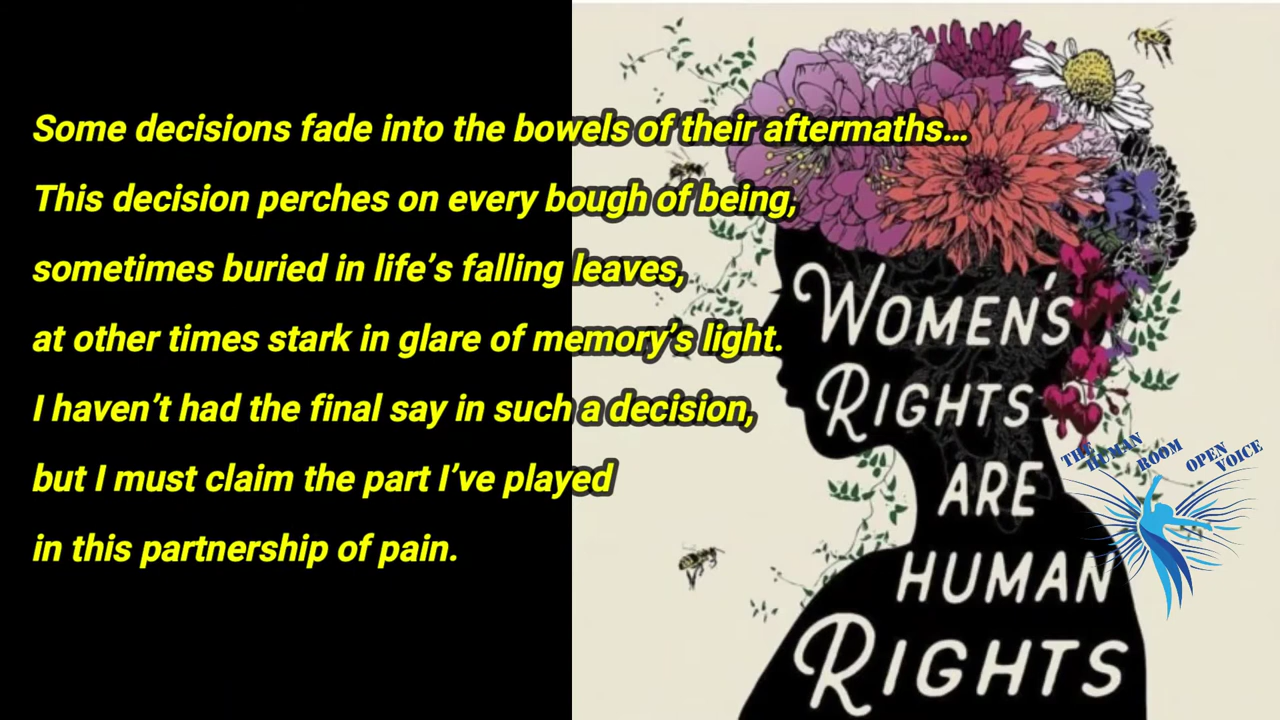 Some decisions fade into the bowels of their aftermaths…
This decision perches on every bough of being,
sometimes buried in life’s falling leaves,
at other times stark in glare of memory’s light.
I haven’t had the final say in such a decision,
but I must claim the part I’ve played
in this partnership of pain.
WOMEN'S
RIGHTS
ARE
HUMAN
RIGHTS
THE HUMAN ROOM OPEN VOICE